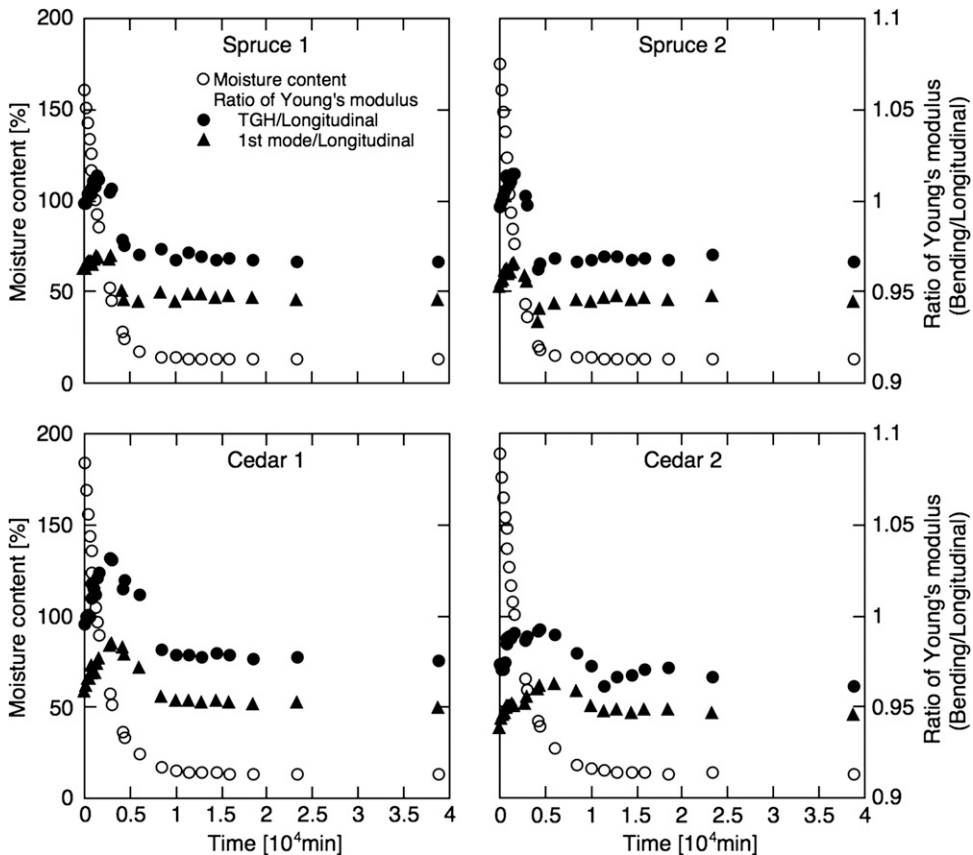 200
150
100
50
0
Moisture content [%]
Spruce 1
Moisture content
Ratio of Young's modulus
TGH/Longitudinal
1st mode/Longitudinal
Spruce 2
1.1
1.05
1
0.95
0.9
Ratio of Young's modulus
(Bending/Longitudinal)
200
150
100
50
0
Moisture content [%]
Cedar 1
0 0.5 1 1.5 2 2.5 3 3.5 4
Time [10⁴min]
Cedar 2
0 0.5 1 1.5 2 2.5 3 3.5 4
Time [10⁴min]
1.1
1.05
1
0.95
0.9
Ratio of Young's modulus
(Bending/Longitudinal)